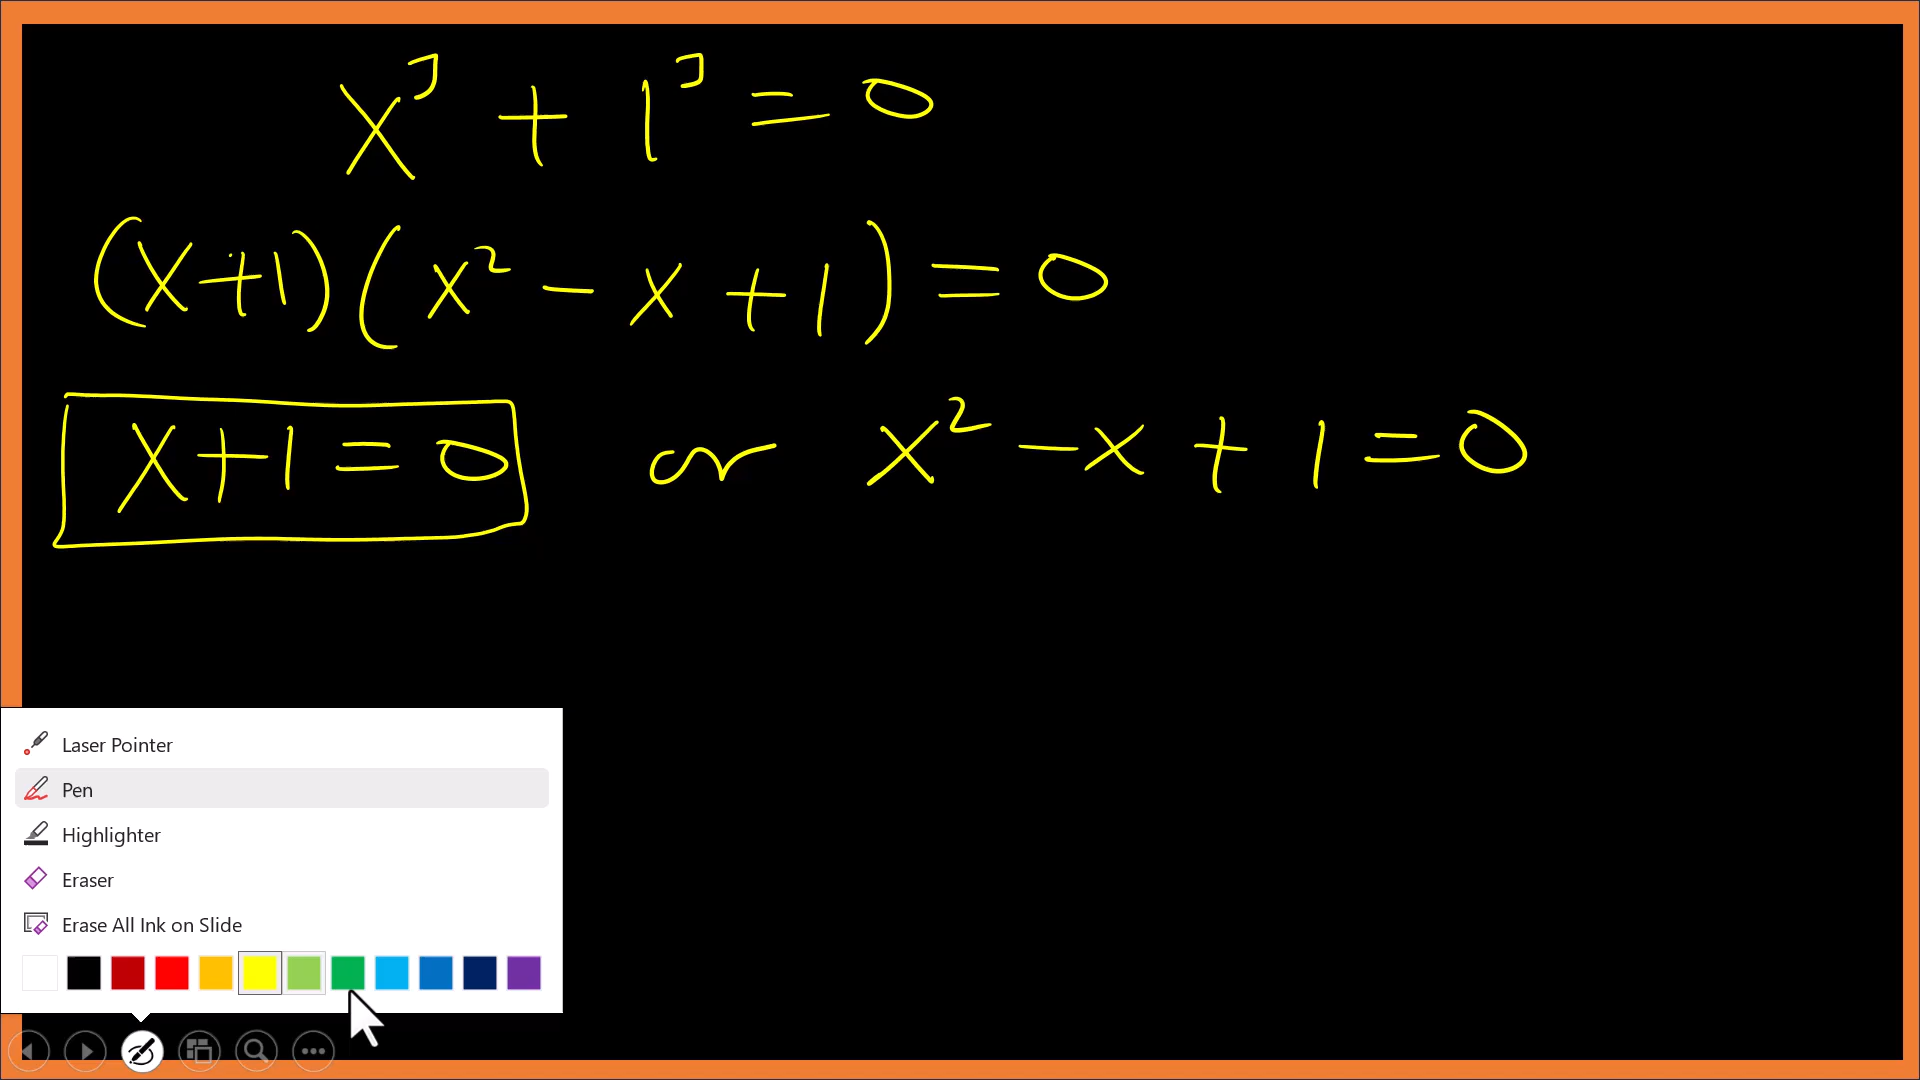 x³ + 1³ = 0
(x+1)(x² - x + 1) = 0
x+1 = 0 or x² - x + 1 = 0
Laser Pointer
Pen
Highlighter
Eraser
Erase All Ink on Slide